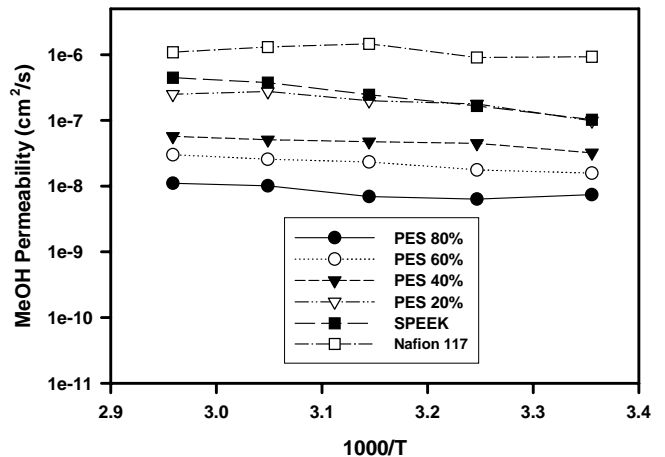 MeOH Permeability (cm²/s)
1e-6
1e-7
1e-8
1e-9
1e-10
1e-11
PES 80%
PES 60%
PES 40%
PES 20%
SPEEK
Nafion 117
2.9 3.0 3.1 3.2 3.3 3.4
1000/T